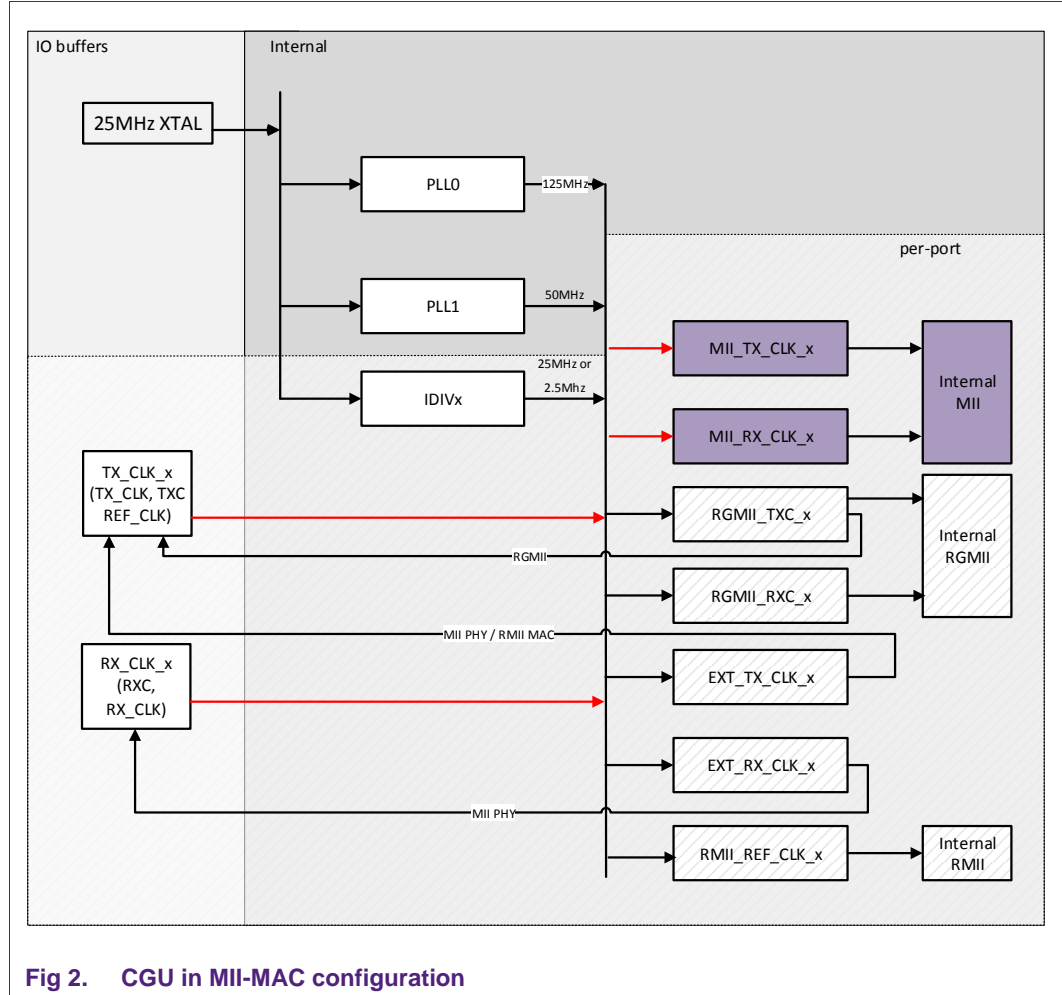 IO buffers
Internal
25MHz XTAL
PLL0
125MHz
per-port
PLL1
50MHz
MII_TX_CLK_x
Internal
MII
25MHz or
2.5Mhz
IDIVx
MII_RX_CLK_x
TX_CLK_x
(TX_CLK, TXC
REF_CLK)
RGMII_TXC_x
Internal
RGMII
RGMII
RGMII_RXC_x
MII PHY / RMII MAC
RX_CLK_x
(RXC,
RX_CLK)
EXT_TX_CLK_x
EXT_RX_CLK_x
MII PHY
RMII_REF_CLK_x
Internal
RMII
Fig 2. CGU in MII-MAC configuration